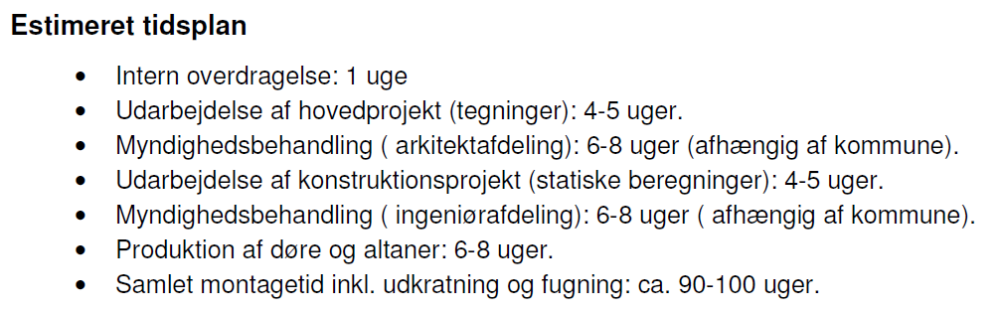 Estimeret tidsplan
• Intern overdragelse: 1 uge
• Udarbejdelse af hovedprojekt (tegninger): 4-5 uger.
• Myndighedsbehandling ( arkitektafdeling): 6-8 uger (afhængig af kommune).
• Udarbejdelse af konstruktionsprojekt (statiske beregninger): 4-5 uger.
• Myndighedsbehandling ( ingeniørafdeling): 6-8 uger ( afhængig af kommune).
• Produktion af døre og altaner: 6-8 uger.
• Samlet montagetid inkl. udkratning og fugning: ca. 90-100 uger.